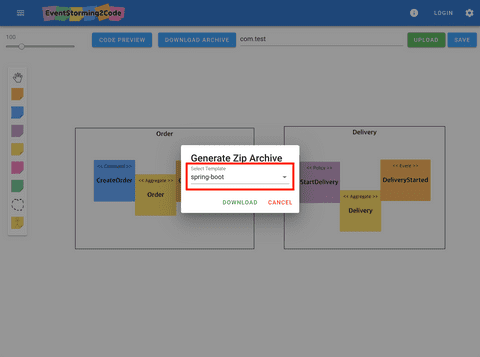 EventStorming2Code
LOGIN
100
CODE PREVIEW
DOWNLOAD ARCHIVE
com.test
UPLOAD
SAVE
Order
Delivery
CreateOrder
<< Aggregate >>
Order
Generate Zip Archive
Select Template
spring-boot
DOWNLOAD
CANCEL
<< Policy >>
StartDelivery
<< Aggregate >>
Delivery
<< Event >>
DeliveryStarted